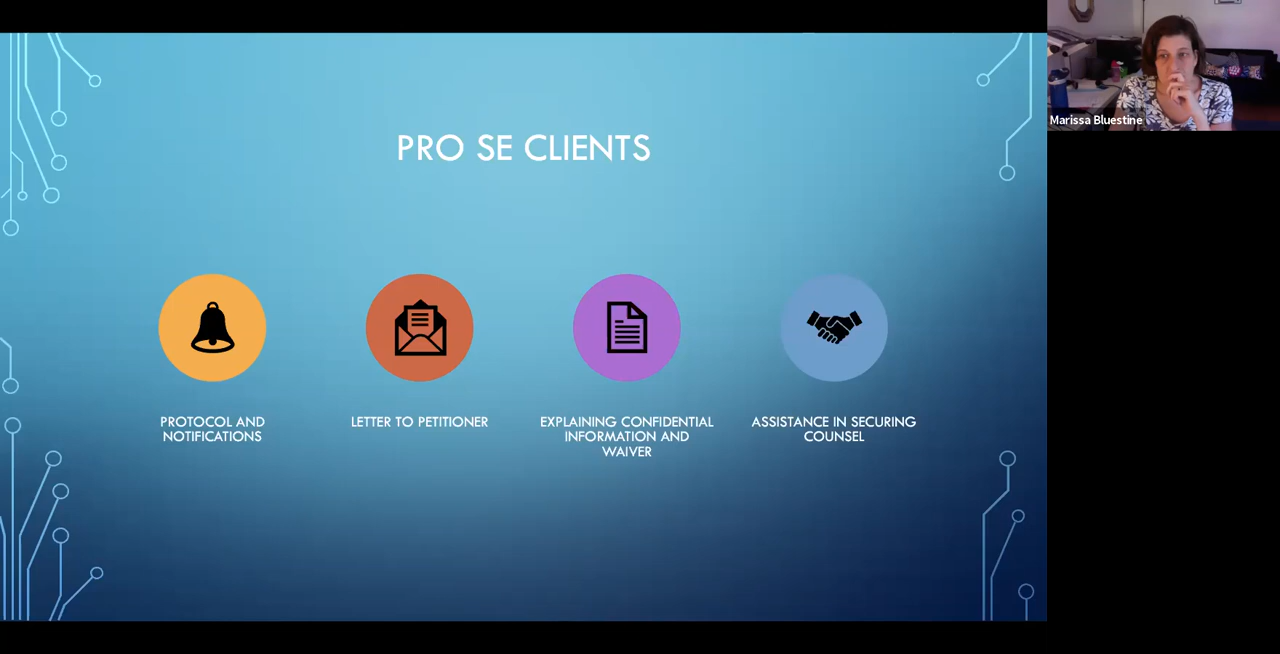 Marissa Bluestine
PRO SE CLIENTS
PROTOCOL AND
NOTIFICATIONS
LETTER TO PETITIONER
EXPLAINING CONFIDENTIAL
INFORMATION AND
WAIVER
ASSISTANCE IN SECURING
COUNSEL